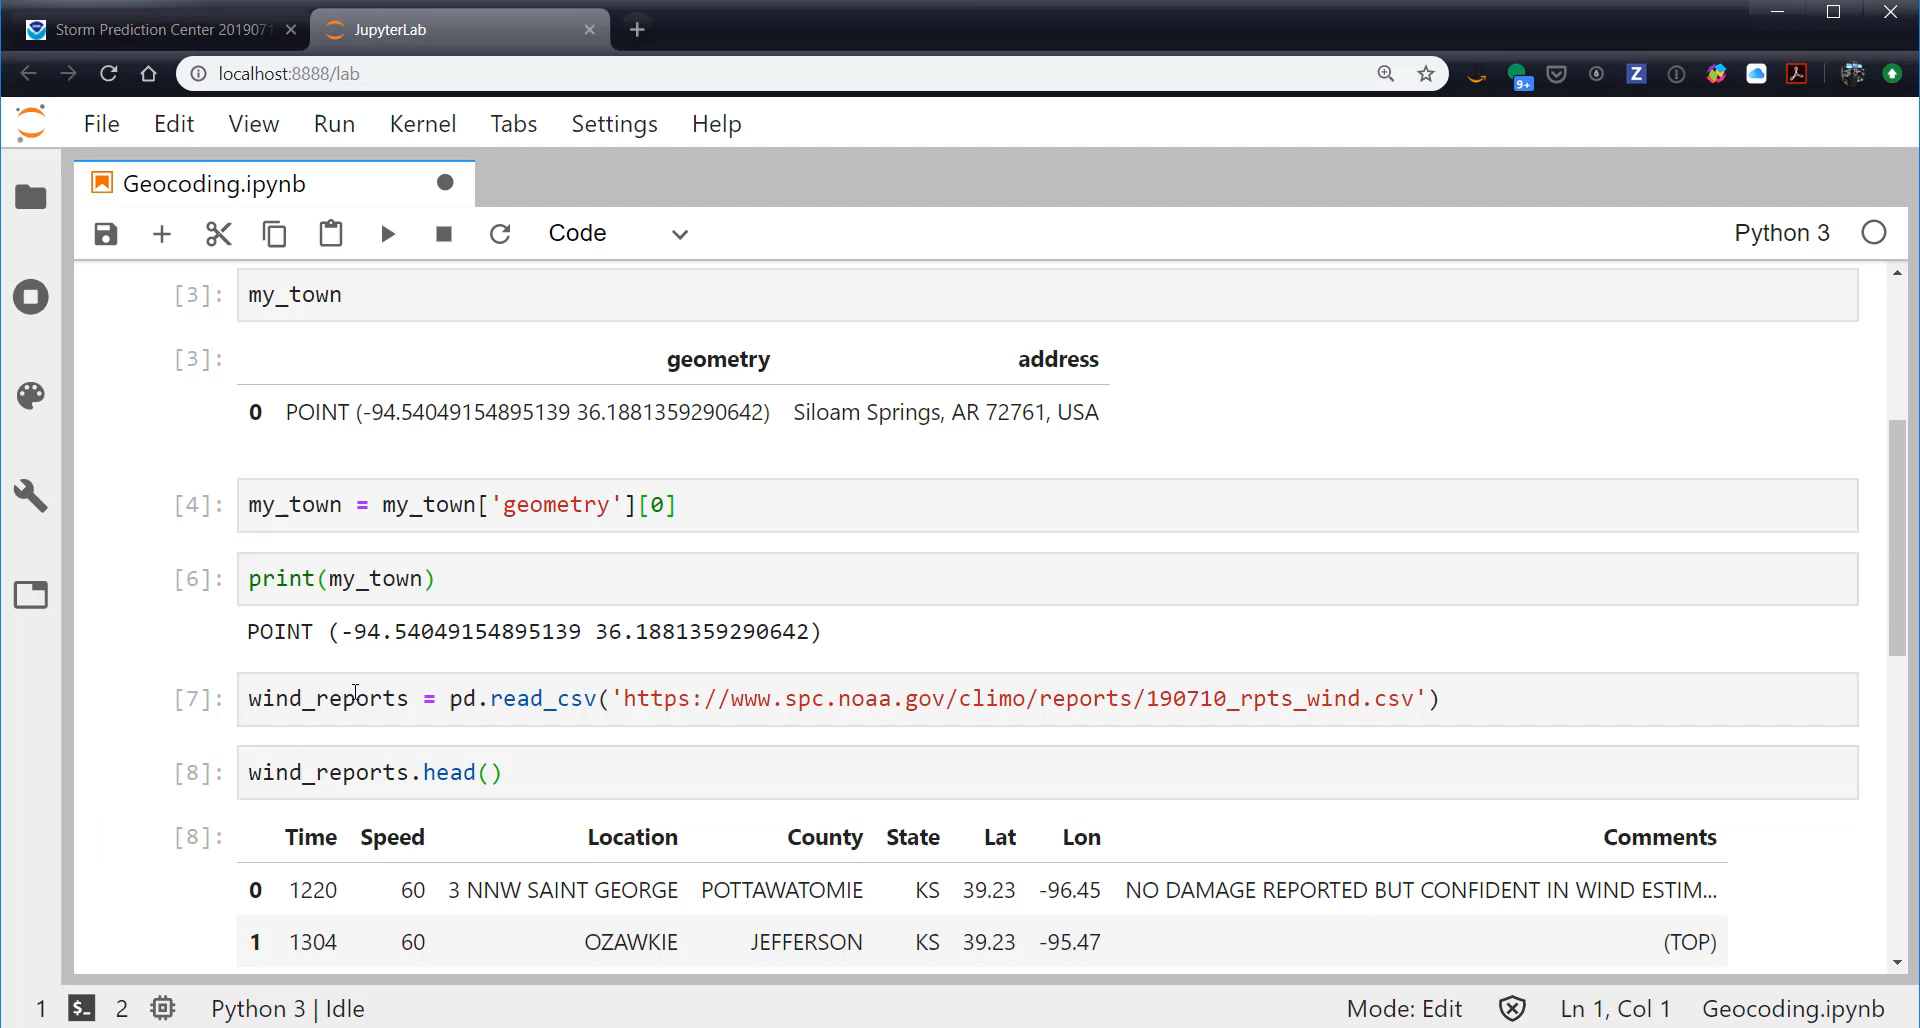 Storm Prediction Center 201907
JupyterLab
localhost:8888/lab
9+
Z
File Edit View Run Kernel Tabs Settings Help
Geocoding.ipynb
Code
Python 3
[3]: my_town
[3]: geometry address
0 POINT (-94.54049154895139 36.1881359290642) Siloam Springs, AR 72761, USA
[4]: my_town = my_town['geometry'][0]
[6]: print(my_town)
POINT (-94.54049154895139 36.1881359290642)
[7]: wind_reports = pd.read_csv('https://www.spc.noaa.gov/climo/reports/190710_rpts_wind.csv')
[8]: wind_reports.head()
[8]: Time Speed Location County State Lat Lon Comments
0 1220 60 3 NNW SAINT GEORGE POTTAWATOMIE KS 39.23 -96.45 NO DAMAGE REPORTED BUT CONFIDENT IN WIND ESTIM...
1 1304 60 OZAWKIE JEFFERSON KS 39.23 -95.47 (TOP)
1 $_ 2 Python 3 | Idle Mode: Edit Ln 1, Col 1 Geocoding.ipynb